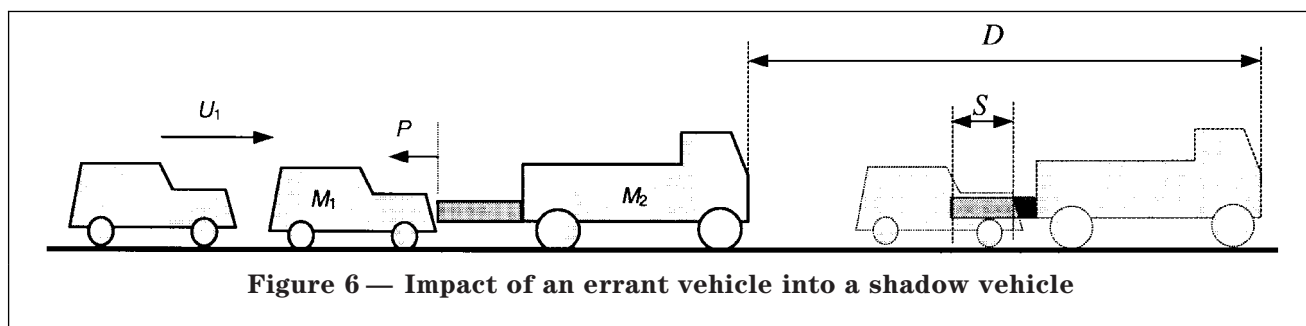 D
S
U₁
P
M₁
M₂
Figure 6 — Impact of an errant vehicle into a shadow vehicle